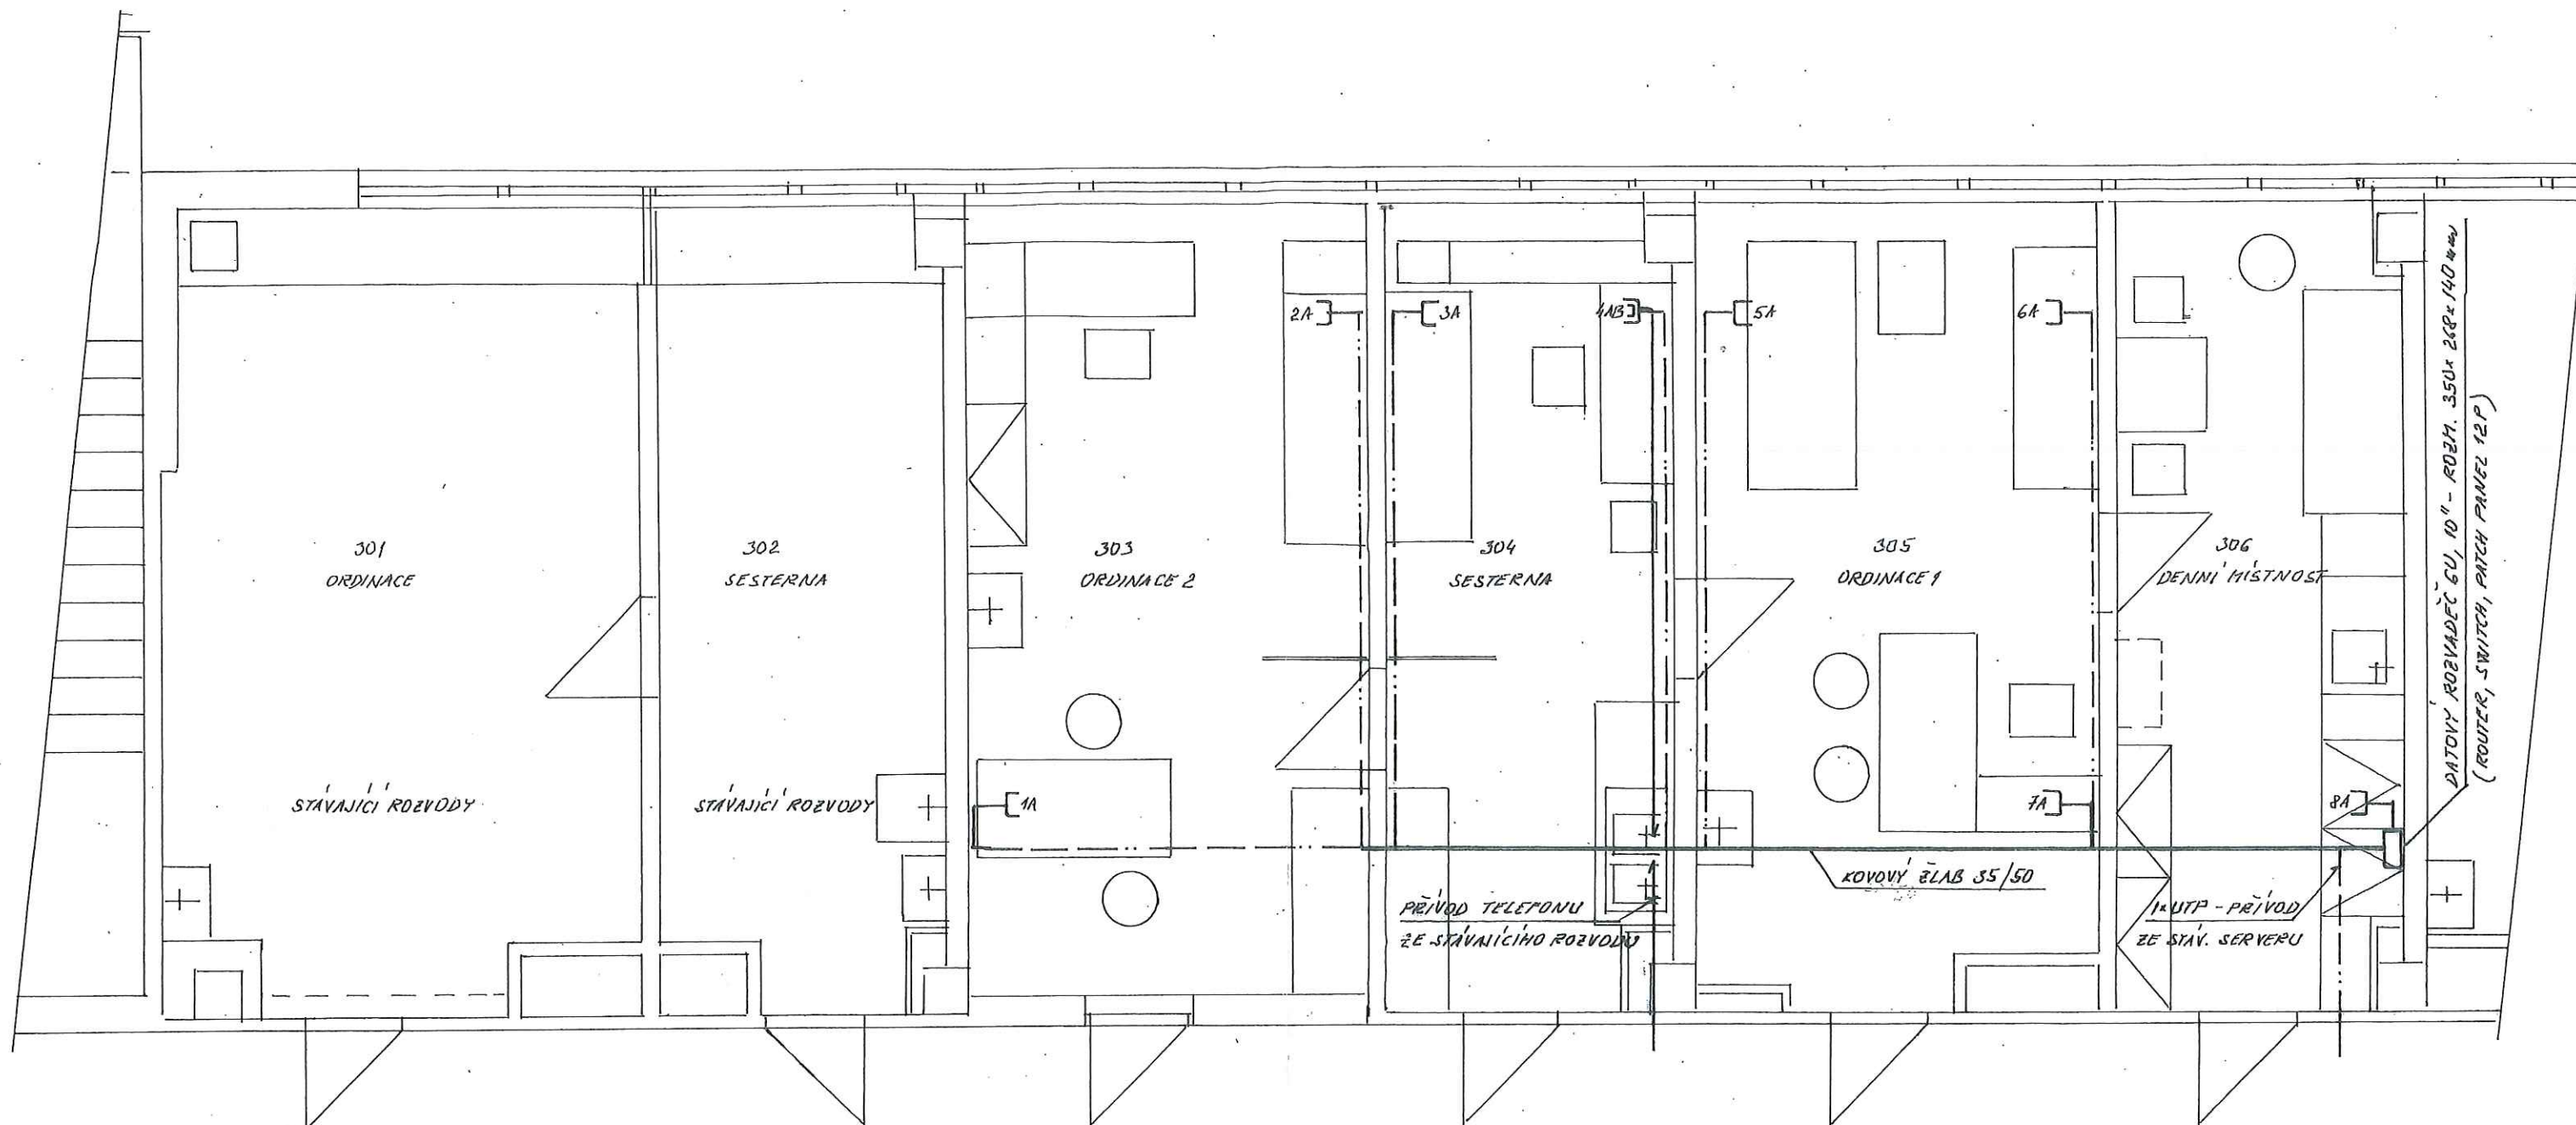 2A
3A
4AB
5A
6A
301
ORDINACE
302
SESTERNA
303
ORDINACE 2
304
SESTERNA
305
ORDINACE 1
306
DENNÍ MÍSTNOST
STÁVAJÍCÍ ROZVODY
STÁVAJÍCÍ ROZVODY
1A
7A
8A
KOVOVÝ ŽLAB 35/50
PŘÍVOD TELEFONU
ZE STÁVAJÍCÍHO ROZVODU
1xUTP - PŘÍVOD
ZE STÁV. SERVERU
DATOVÝ ROZVADĚČ 6U, 10" - ROZM. 350x 268x 140 mm
(ROUTER, SWITCH, PATCH PANEL 12P)